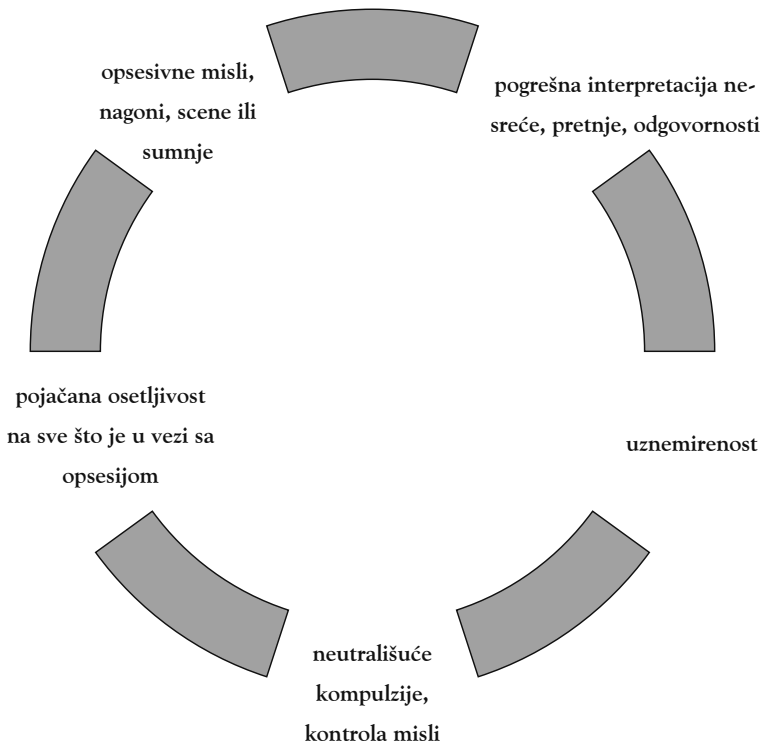 opsesivne misli,
nagoni, scene ili
sumnje
pogrešna interpretacija ne-
sreće, pretnje, odgovornosti
uznemirenost
neutrališuće
kompulzije,
kontrola misli
pojačana osetljivost
na sve što je u vezi sa
opsesijom